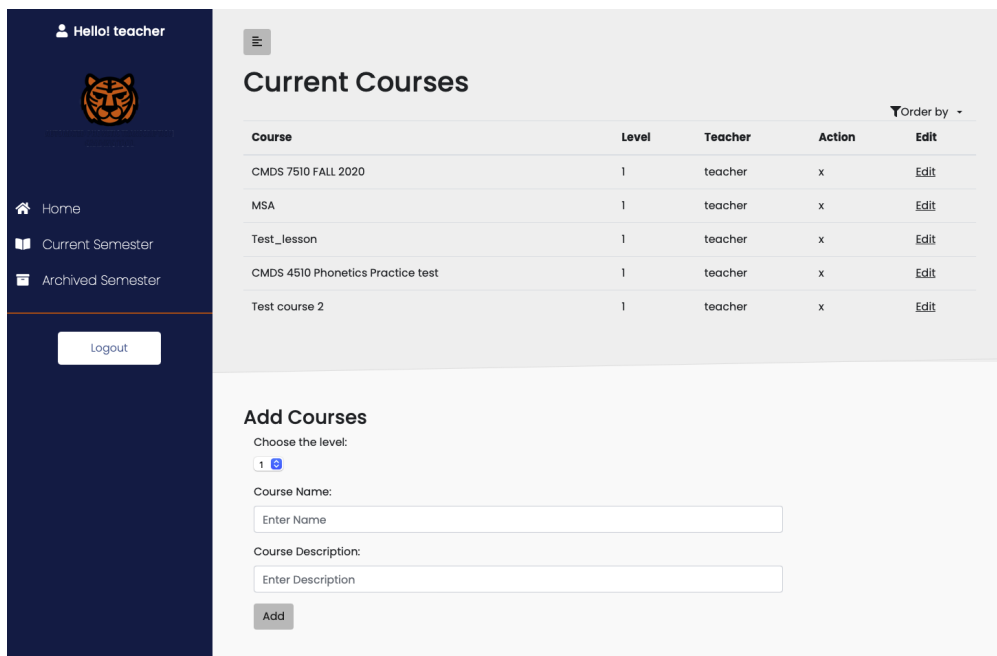 Hello! teacher
Home
Current Semester
Archived Semester
Logout
Current Courses
Order by
Course Level Teacher Action Edit
CMDS 7510 FALL 2020 1 teacher x Edit
MSA 1 teacher x Edit
Test_lesson 1 teacher x Edit
CMDS 4510 Phonetics Practice test 1 teacher x Edit
Test course 2 1 teacher x Edit
Add Courses
Choose the level:
1
Course Name:
Enter Name
Course Description:
Enter Description
Add